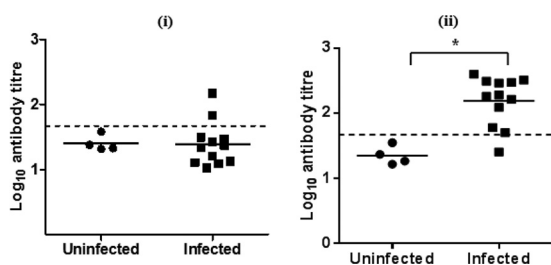 (i)
3
2
1
Log10 antibody titre
Uninfected
Infected
(ii)
*
3
2
1
0
Log10 antibody titre
Uninfected
Infected